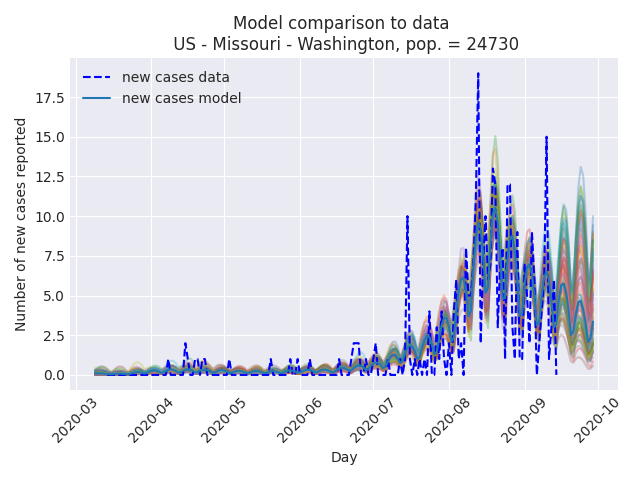 Model comparison to data
US - Missouri - Washington, pop. = 24730
new cases data
new cases model
Number of new cases reported
17.5
15.0
12.5
10.0
7.5
5.0
2.5
0.0
2020-03
2020-04
2020-05
2020-06
2020-07
2020-08
2020-09
2020-10
Day